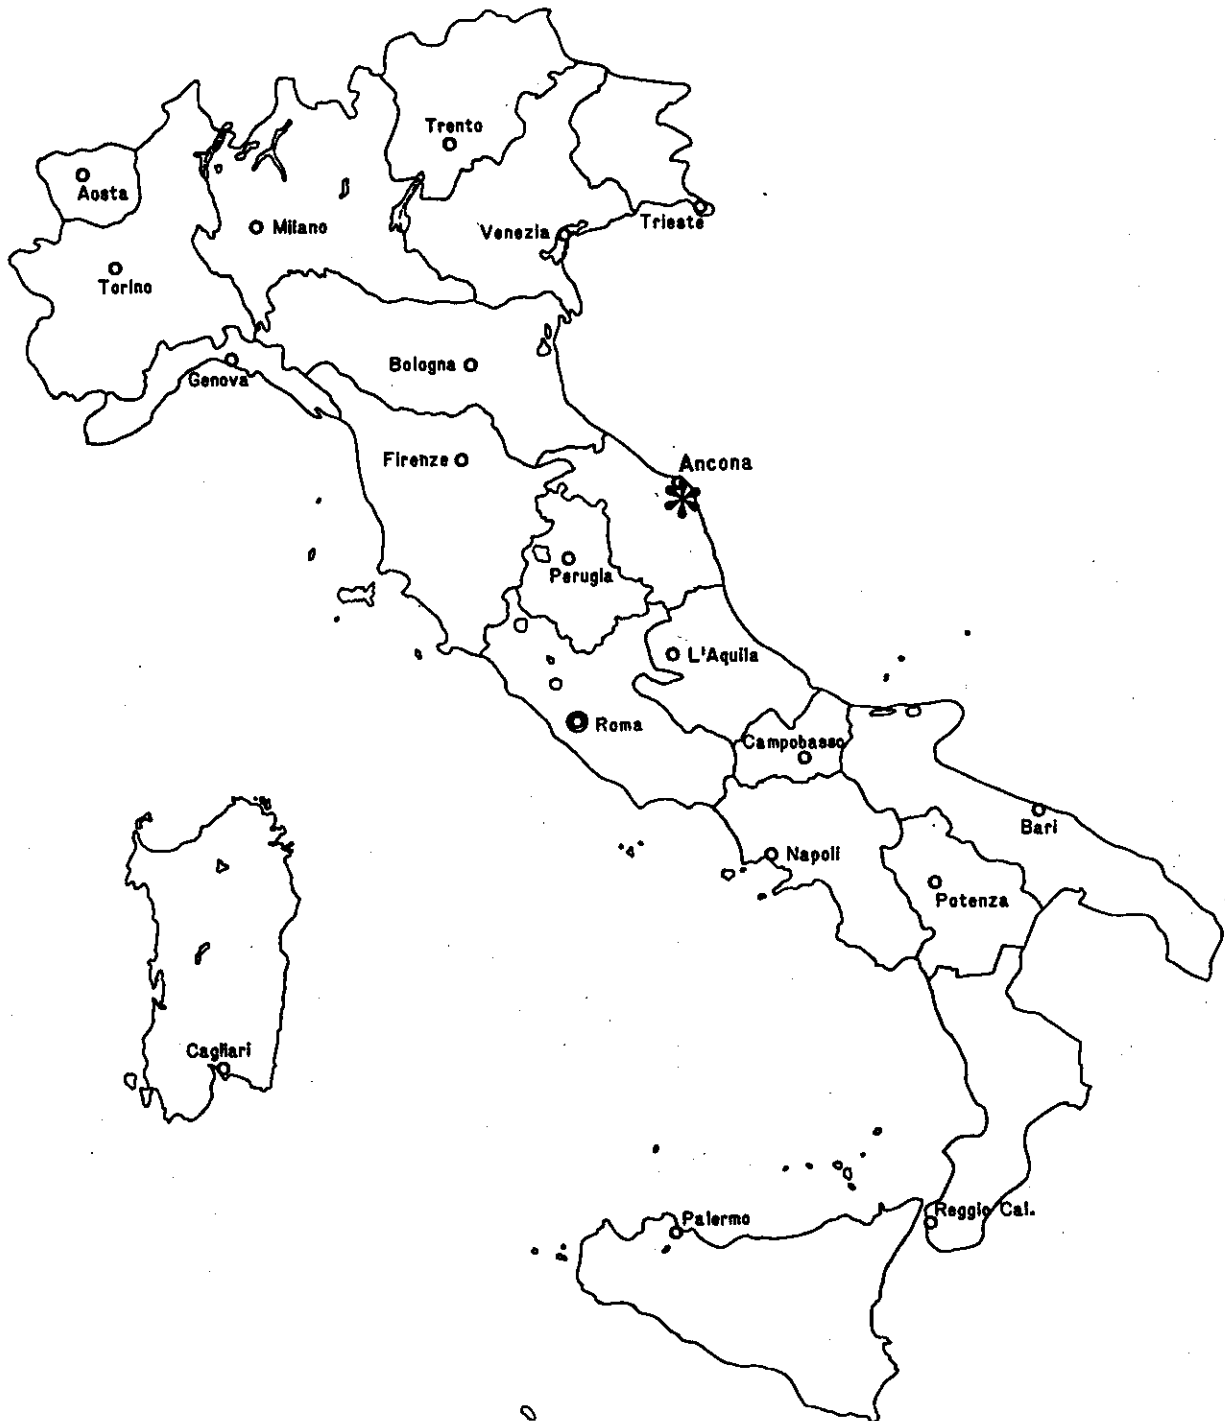 Trento
Aosta
Milano
Venezia
Trieste
Torino
Bologna
Genova
Firenze
Ancona
Perugia
L'Aquila
Roma
Campobasso
Bari
Napoli
Potenza
Cagliari
Palermo
Reggio Cal.